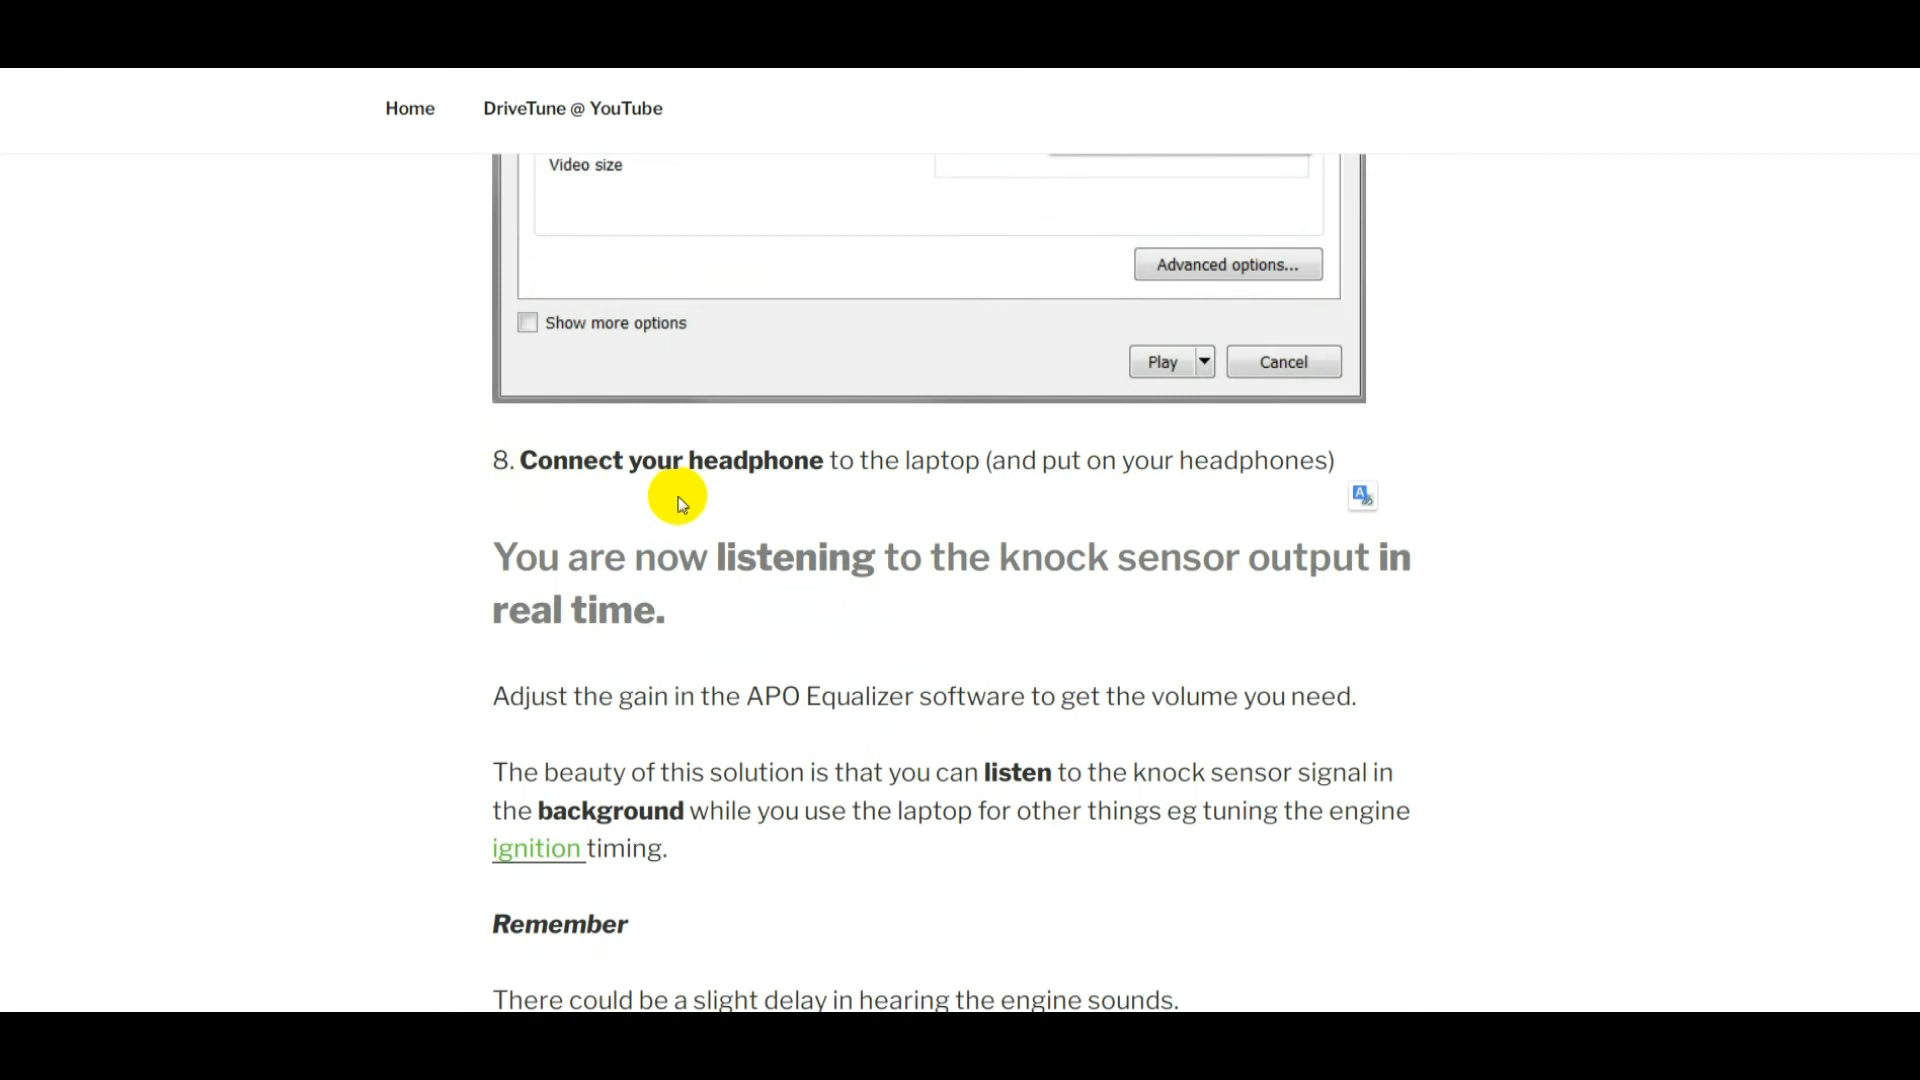 Home DriveTune @ YouTube
Video size
Advanced options...
Show more options
Play Cancel
8. Connect your headphone to the laptop (and put on your headphones)
You are now listening to the knock sensor output in
real time.
Adjust the gain in the APO Equalizer software to get the volume you need.
The beauty of this solution is that you can listen to the knock sensor signal in
the background while you use the laptop for other things eg tuning the engine
ignition timing.
Remember
There could be a slight delay in hearing the engine sounds.